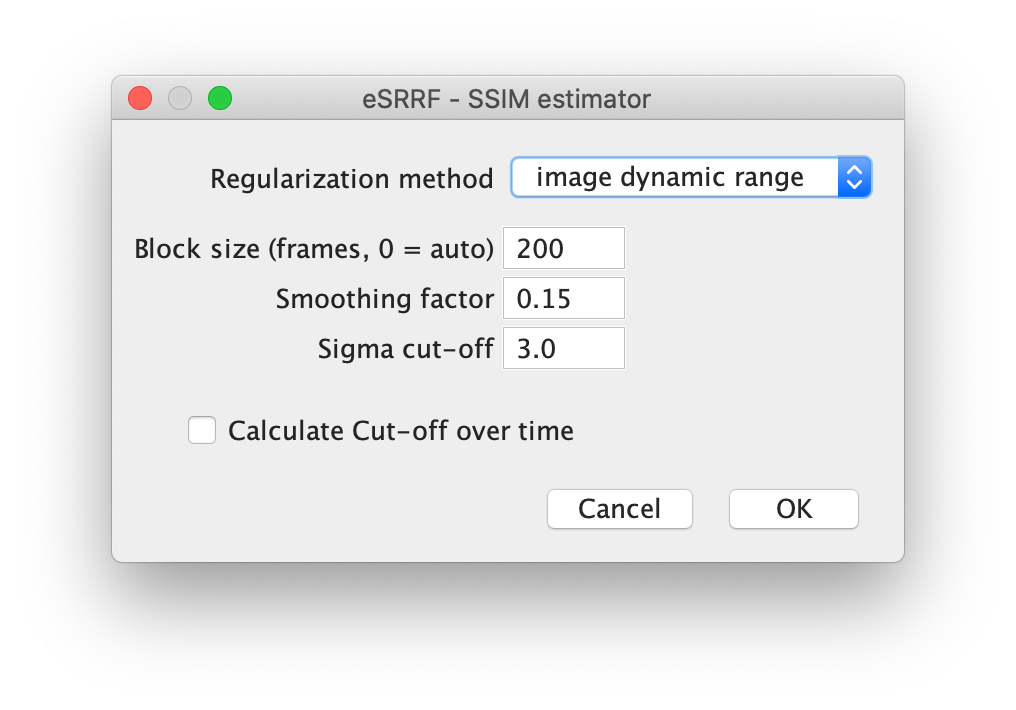 eSRRF - SSIM estimator
Regularization method image dynamic range
Block size (frames, 0 = auto) 200
Smoothing factor 0.15
Sigma cut-off 3.0
Calculate Cut-off over time
Cancel OK